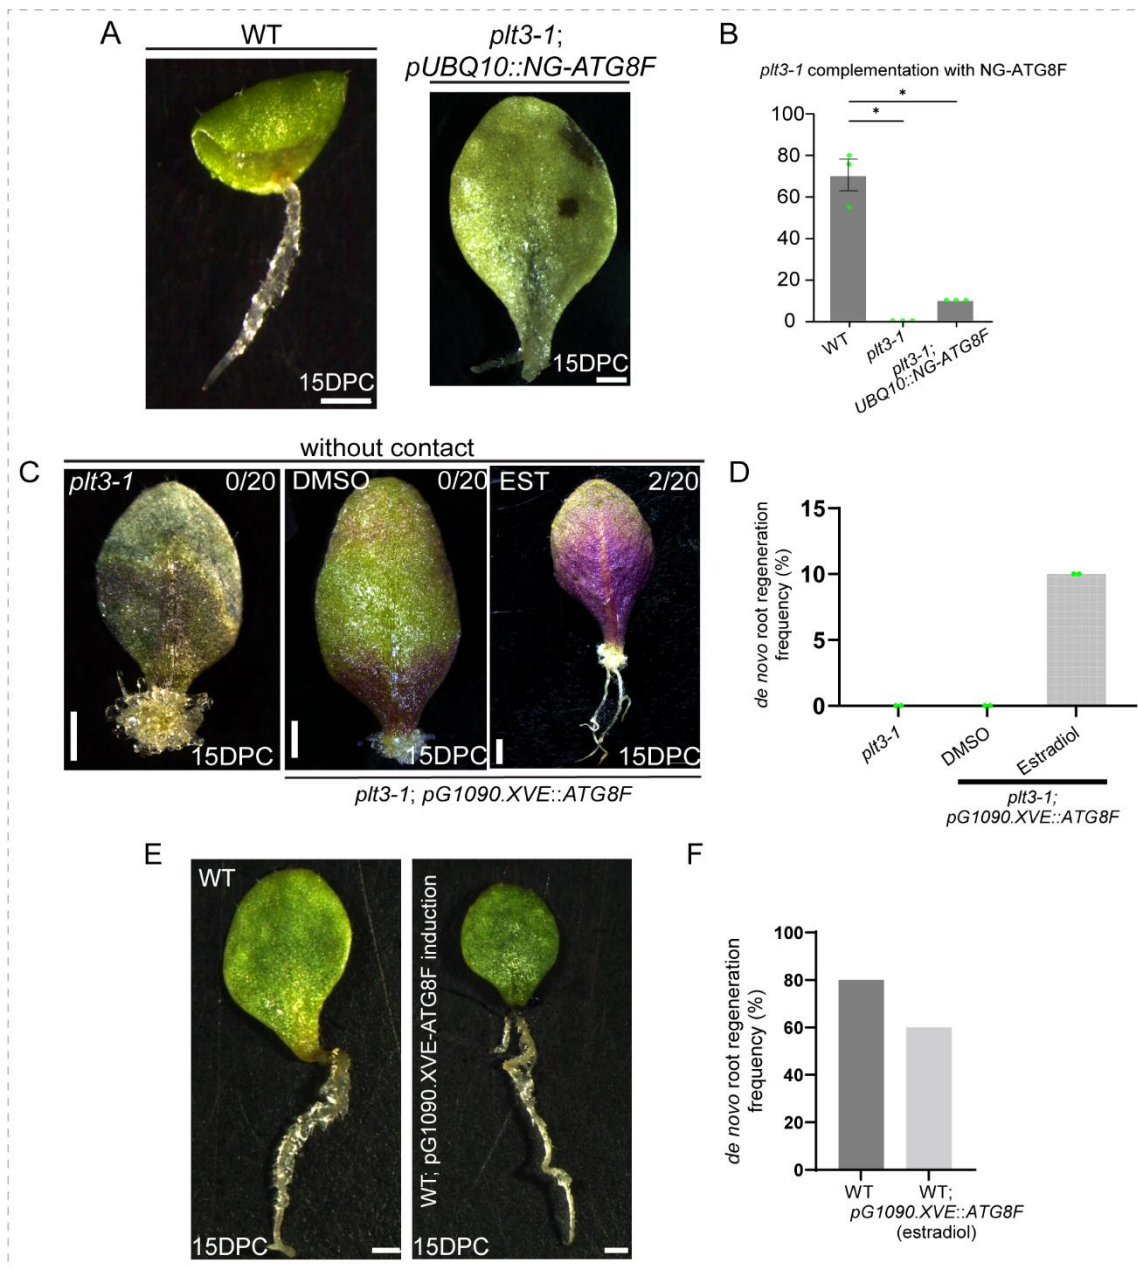 A
WT
plt3-1;
pUBQ10::NG-ATG8F
15DPC
15DPC
B
plt3-1 complementation with NG-ATG8F
*
*
100
80
60
40
20
0
WT
plt3-1
plt3-1;
UBQ10::NG-ATG8F
C
without contact
plt3-1
0/20
15DPC
DMSO
0/20
15DPC
EST
2/20
15DPC
plt3-1; pG1090.XVE::ATG8F
D
de novo root regeneration
frequency (%)
15
10
5
0
plt3-1
DMSO
Estradiol
plt3-1;
pG1090.XVE::ATG8F
E
WT
15DPC
WT; pG1090.XVE-ATG8F induction
15DPC
F
de novo root regeneration
frequency (%)
100
80
60
40
20
0
WT
WT;
pG1090.XVE::ATG8F
(estradiol)